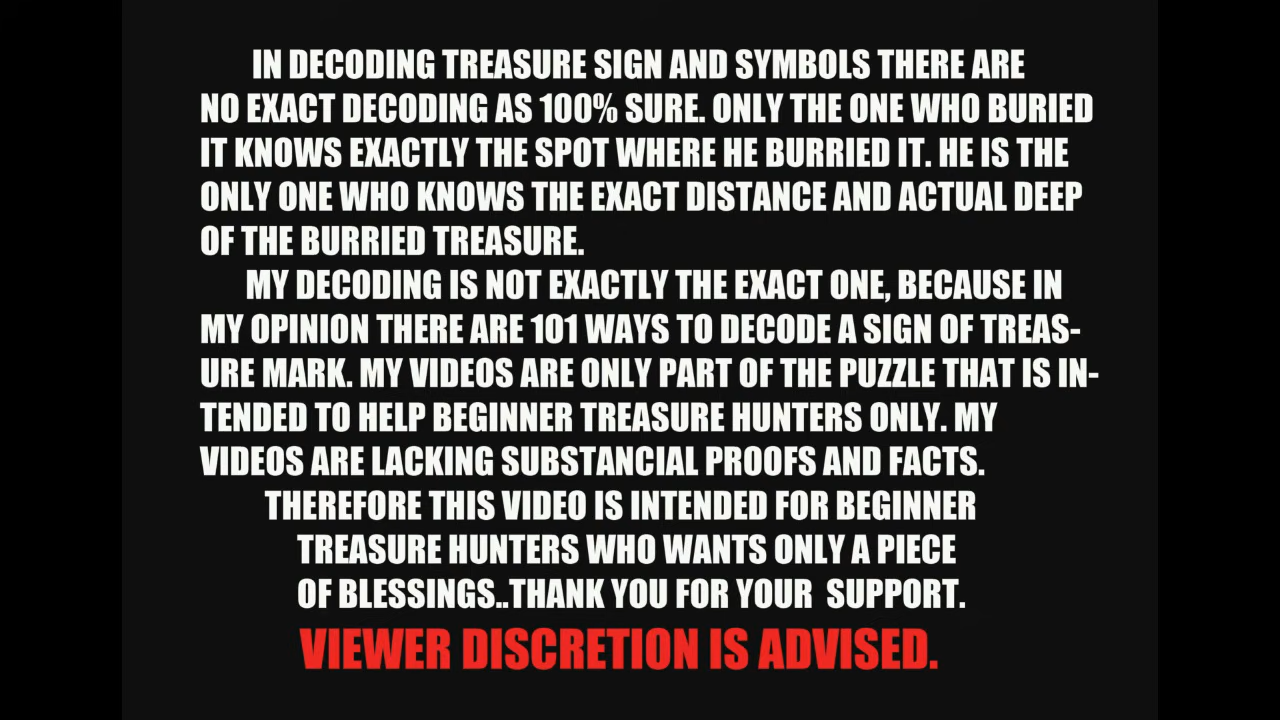 IN DECODING TREASURE SIGN AND SYMBOLS THERE ARE
NO EXACT DECODING AS 100% SURE. ONLY THE ONE WHO BURIED
IT KNOWS EXACTLY THE SPOT WHERE HE BURRIED IT. HE IS THE
ONLY ONE WHO KNOWS THE EXACT DISTANCE AND ACTUAL DEEP
OF THE BURRIED TREASURE.
MY DECODING IS NOT EXACTLY THE EXACT ONE, BECAUSE IN
MY OPINION THERE ARE 101 WAYS TO DECODE A SIGN OF TREAS-
URE MARK. MY VIDEOS ARE ONLY PART OF THE PUZZLE THAT IS IN-
TENDED TO HELP BEGINNER TREASURE HUNTERS ONLY. MY
VIDEOS ARE LACKING SUBSTANCIAL PROOFS AND FACTS.
THEREFORE THIS VIDEO IS INTENDED FOR BEGINNER
TREASURE HUNTERS WHO WANTS ONLY A PIECE
OF BLESSINGS..THANK YOU FOR YOUR  SUPPORT.
VIEWER DISCRETION IS ADVISED.